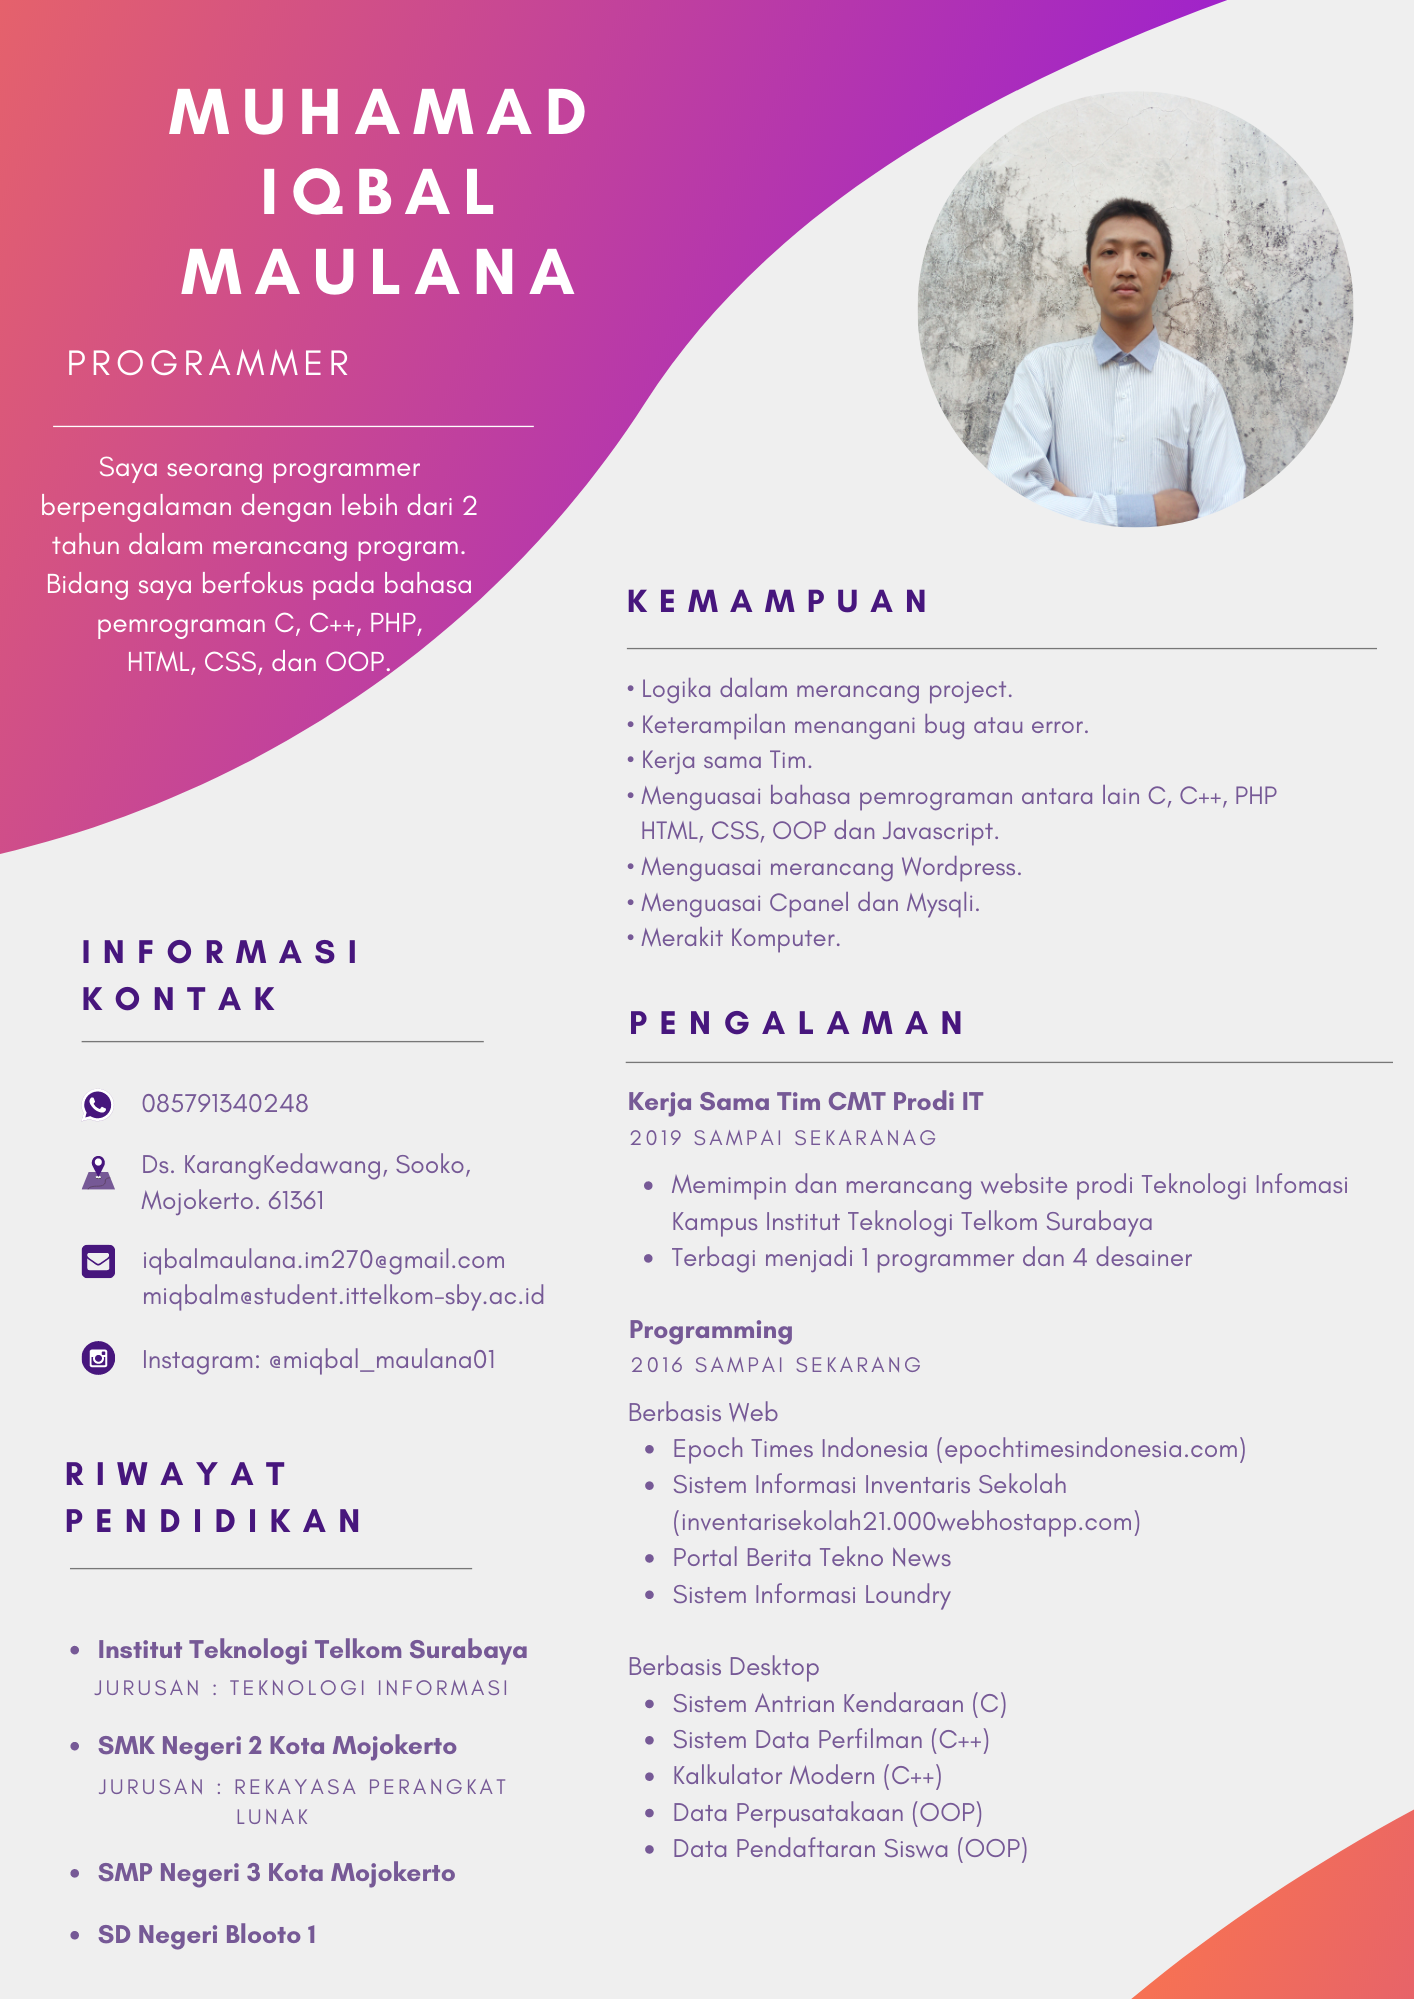 MUHAMAD
IQBAL
MAULANA
PROGRAMMER
Saya seorang programmer
berpengalaman dengan lebih dari 2
tahun dalam merancang program.
Bidang saya berfokus pada bahasa
pemrograman C, C++, PHP,
HTML, CSS, dan OOP.
INFORMASI
KONTAK
085791340248
Ds. KarangKedawang, Sooko,
Mojokerto. 61361
iqbalmaulana.im270@gmail.com
miqbalm@student.ittelkom-sby.ac.id
Instagram: @miqbal_maulana01
RIWAYAT
PENDIDIKAN
• Institut Teknologi Telkom Surabaya
JURUSAN : TEKNOLOGI INFORMASI
• SMK Negeri 2 Kota Mojokerto
JURUSAN : REKAYASA PERANGKAT
LUNAK
• SMP Negeri 3 Kota Mojokerto
• SD Negeri Blooto 1
KEMAMPUAN
• Logika dalam merancang project.
• Keterampilan menangani bug atau error.
• Kerja sama Tim.
• Menguasai bahasa pemrograman antara lain C, C++, PHP
HTML, CSS, OOP dan Javascript.
• Menguasai merancang Wordpress.
• Menguasai Cpanel dan Mysqli.
• Merakit Komputer.
PENGALAMAN
Kerja Sama Tim CMT Prodi IT
2019 SAMPAI SEKARANAG
• Memimpin dan merancang website prodi Teknologi Infomasi
Kampus Institut Teknologi Telkom Surabaya
• Terbagi menjadi 1 programmer dan 4 desainer
Programming
2016 SAMPAI SEKARANG
Berbasis Web
• Epoch Times Indonesia (epochtimesindonesia.com)
• Sistem Informasi Inventaris Sekolah
(inventarisekolah21.000webhostapp.com)
• Portal Berita Tekno News
• Sistem Informasi Loundry
Berbasis Desktop
• Sistem Antrian Kendaraan (C)
• Sistem Data Perfilman (C++)
• Kalkulator Modern (C++)
• Data Perpusatakaan (OOP)
• Data Pendaftaran Siswa (OOP)